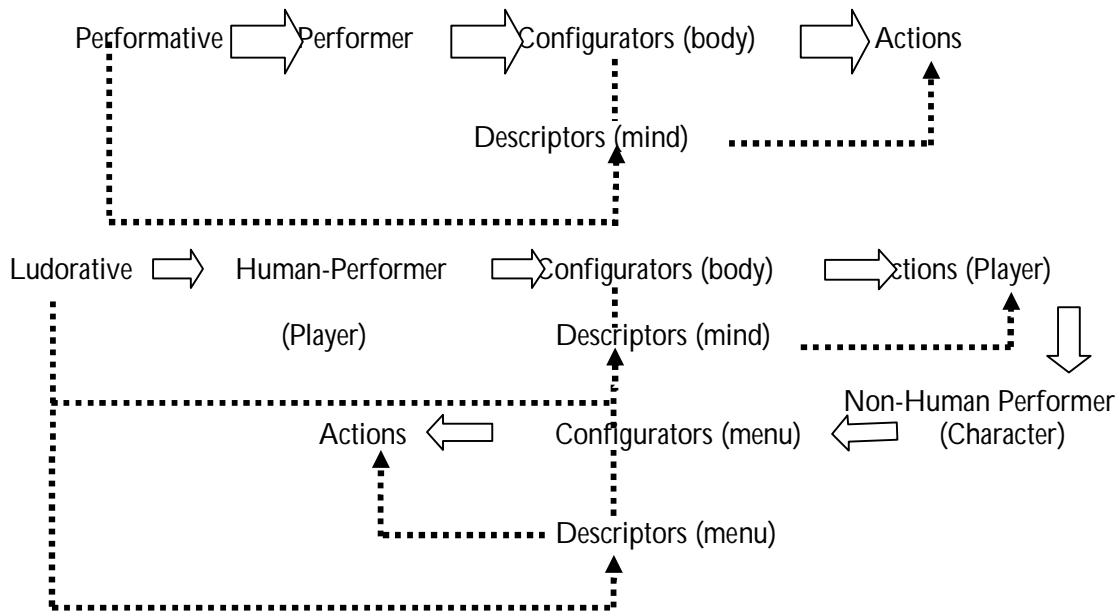 Performative Performer Configurators (body) Actions
Descriptors (mind)
Ludorative Human-Performer Configurators (body) ctions (Player)
(Player) Descriptors (mind)
Non-Human Performer
Actions Configurators (menu) (Character)
Descriptors (menu)